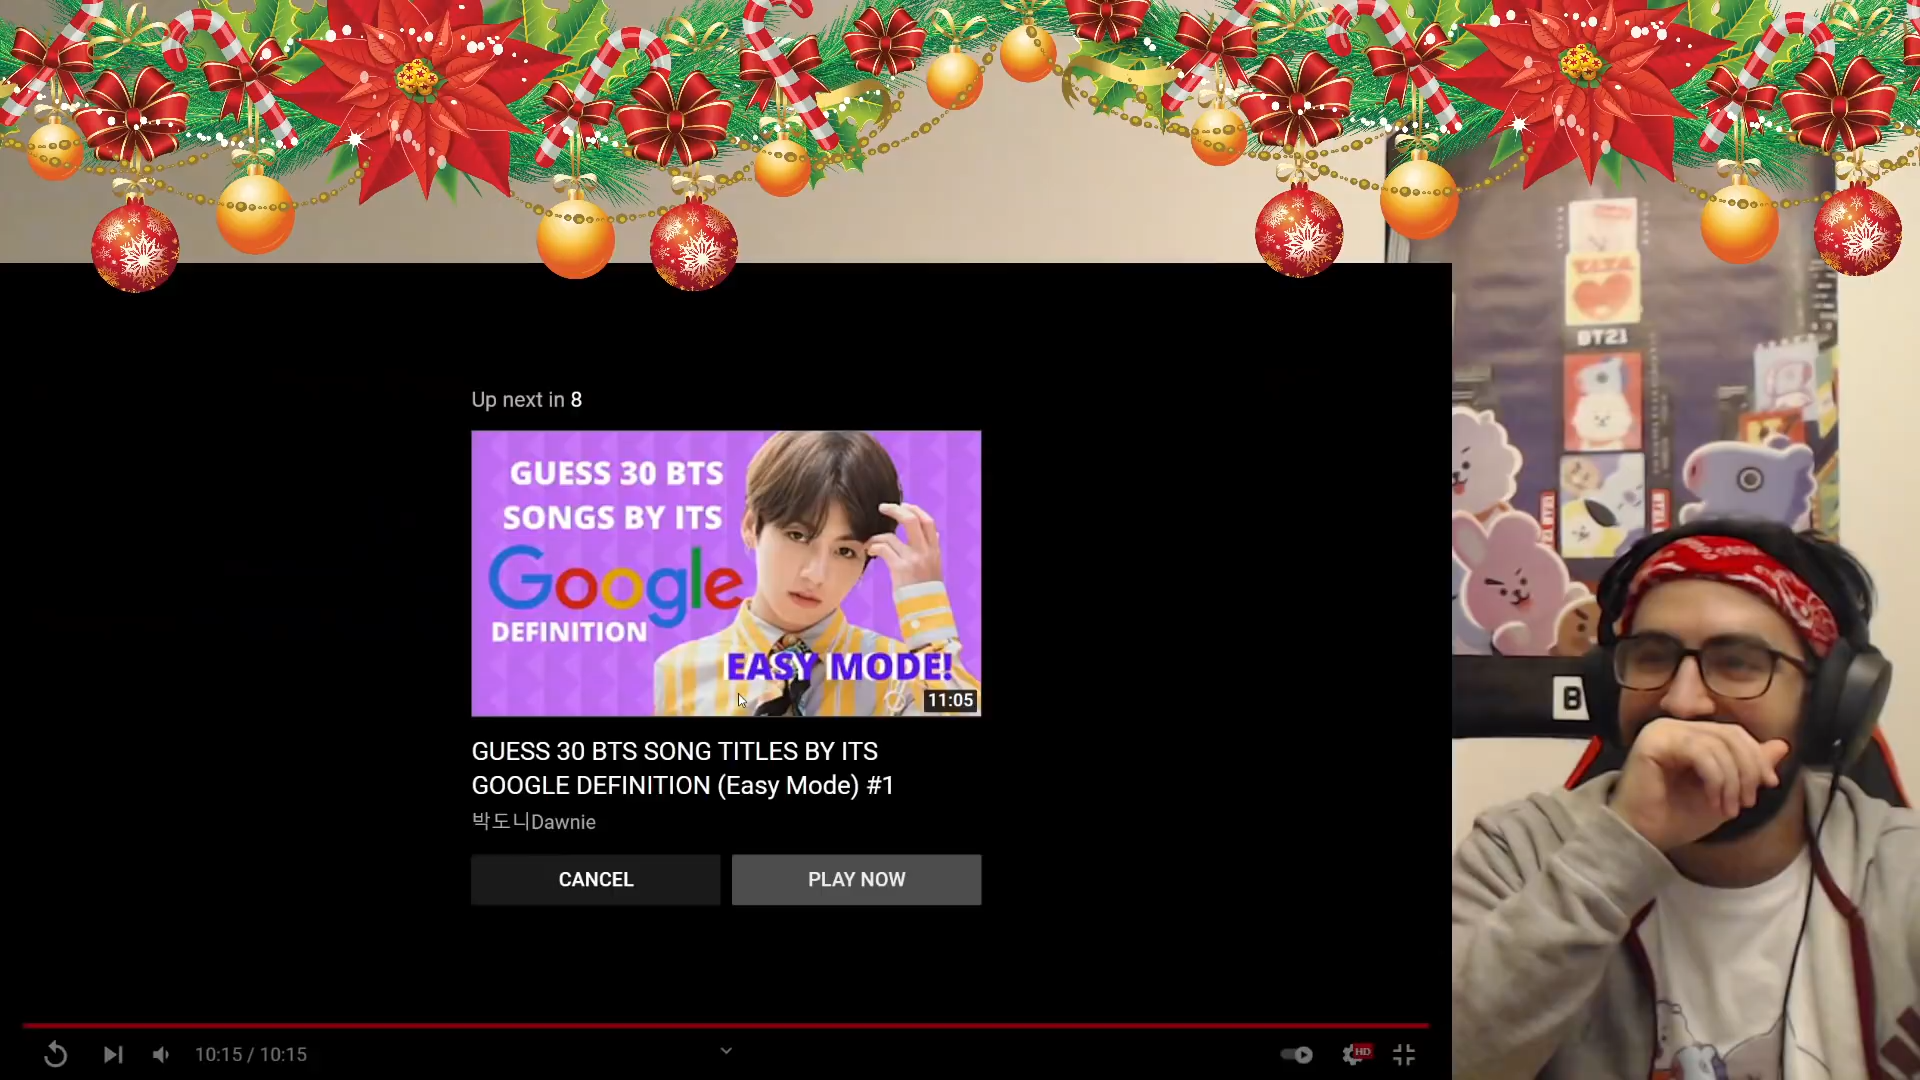 BT21
Up next in 8
GUESS 30 BTS
SONGS BY ITS
Google
DEFINITION
EASY MODE!
11:05
GUESS 30 BTS SONG TITLES BY ITS
GOOGLE DEFINITION (Easy Mode) #1
박도니Dawnie
CANCEL
PLAY NOW
B
10:15 / 10:15
HD